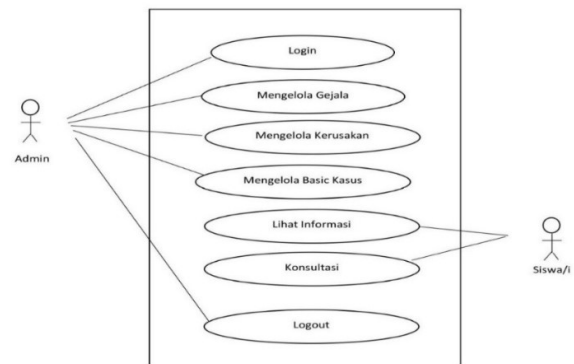 Login
Mengelola Gejala
Mengelola Kerusakan
Admin
Mengelola Basic Kasus
Lihat Informasi
Konsultasi
Siswa/i
Logout